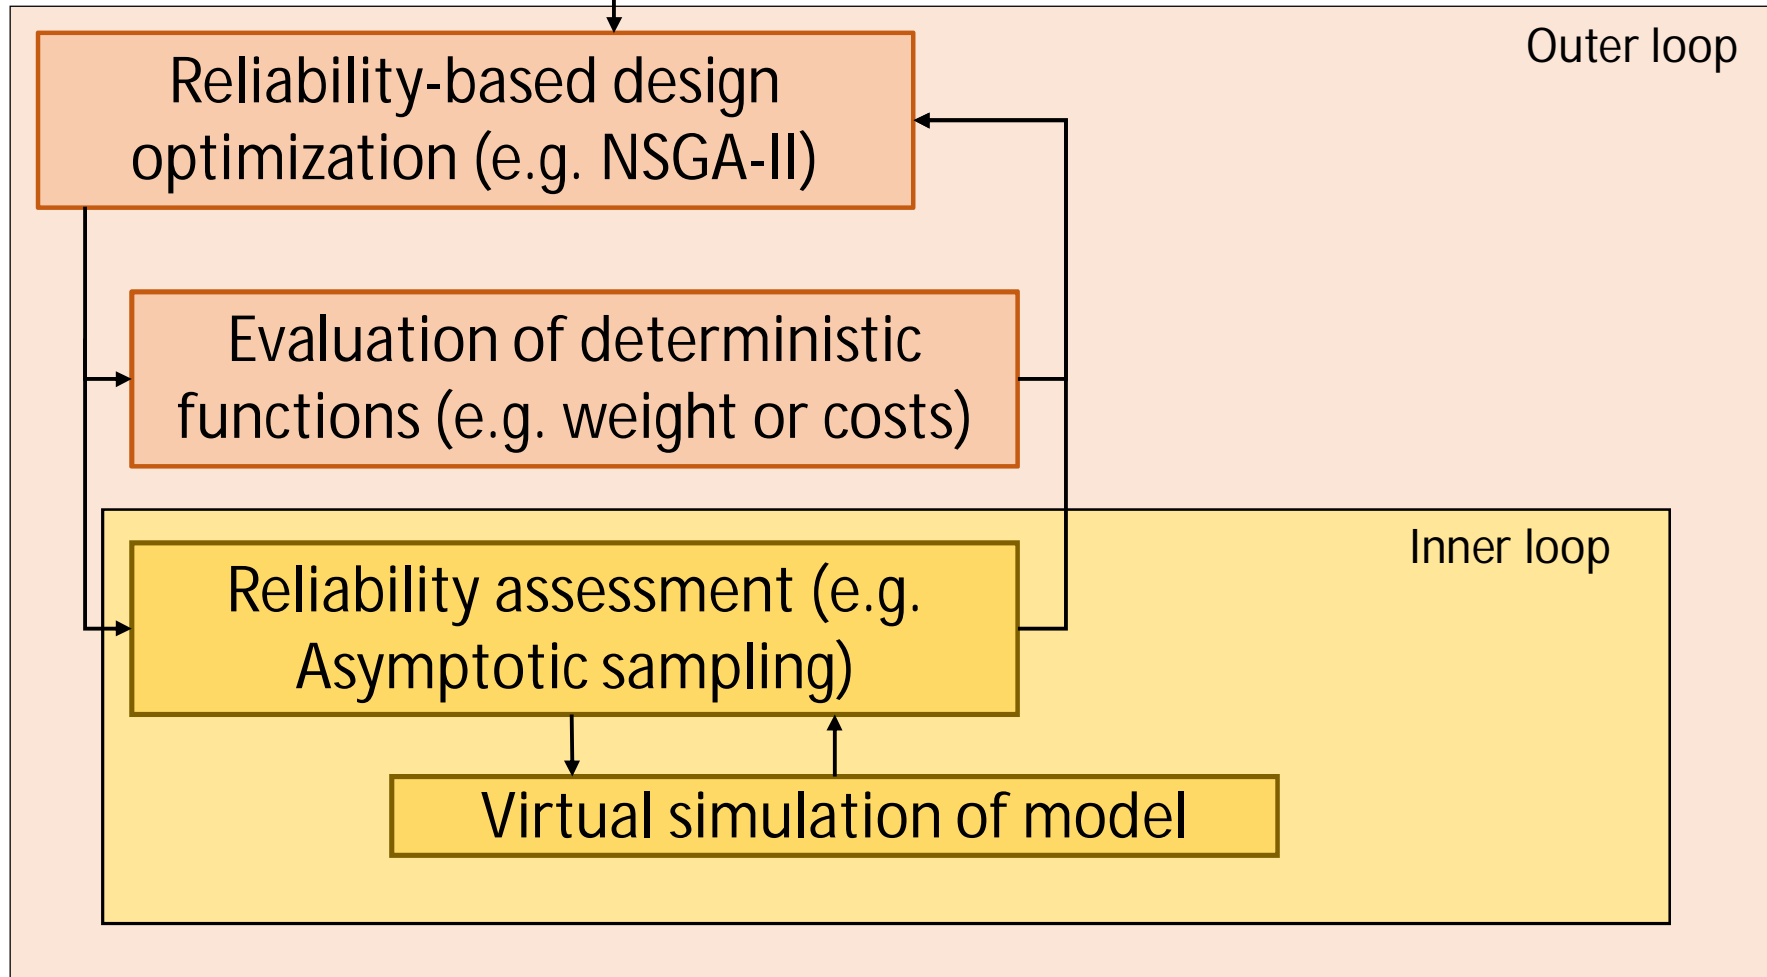 Outer loop
Reliability-based design
optimization (e.g. NSGA-II)
Evaluation of deterministic
functions (e.g. weight or costs)
Inner loop
Reliability assessment (e.g.
Asymptotic sampling)
Virtual simulation of model